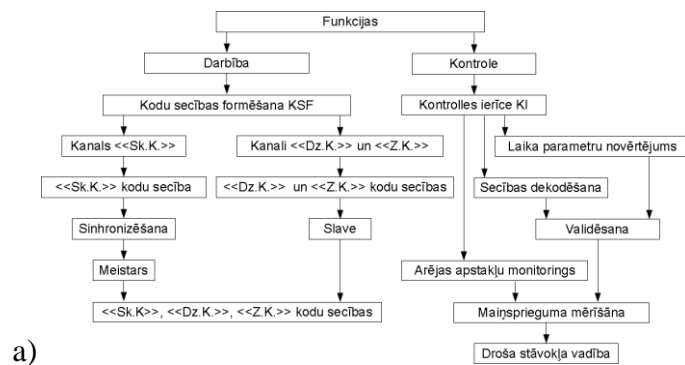 Funkcijas
Darbība
Kontrole
Kodu secības formēšana KSF
Kontrolles ierīce KI
Kanals <<Sk.K.>>
Kanali <<Dz.K.>> un <<Z.K.>>
Laika parametru novērtējums
<<Sk.K.>> kodu secība
<<Dz.K.>> un <<Z.K.>> kodu secības
Secības dekodēšana
Sinhronizēšana
Slave
Validēsana
Meistars
Arējas apstakļu monitorings
<<Sk.K>>, <<Dz.K.>>, <<Z.K.>> kodu secības
Maiņsprieguma mērīšāna
Droša stāvokļa vadība
a)